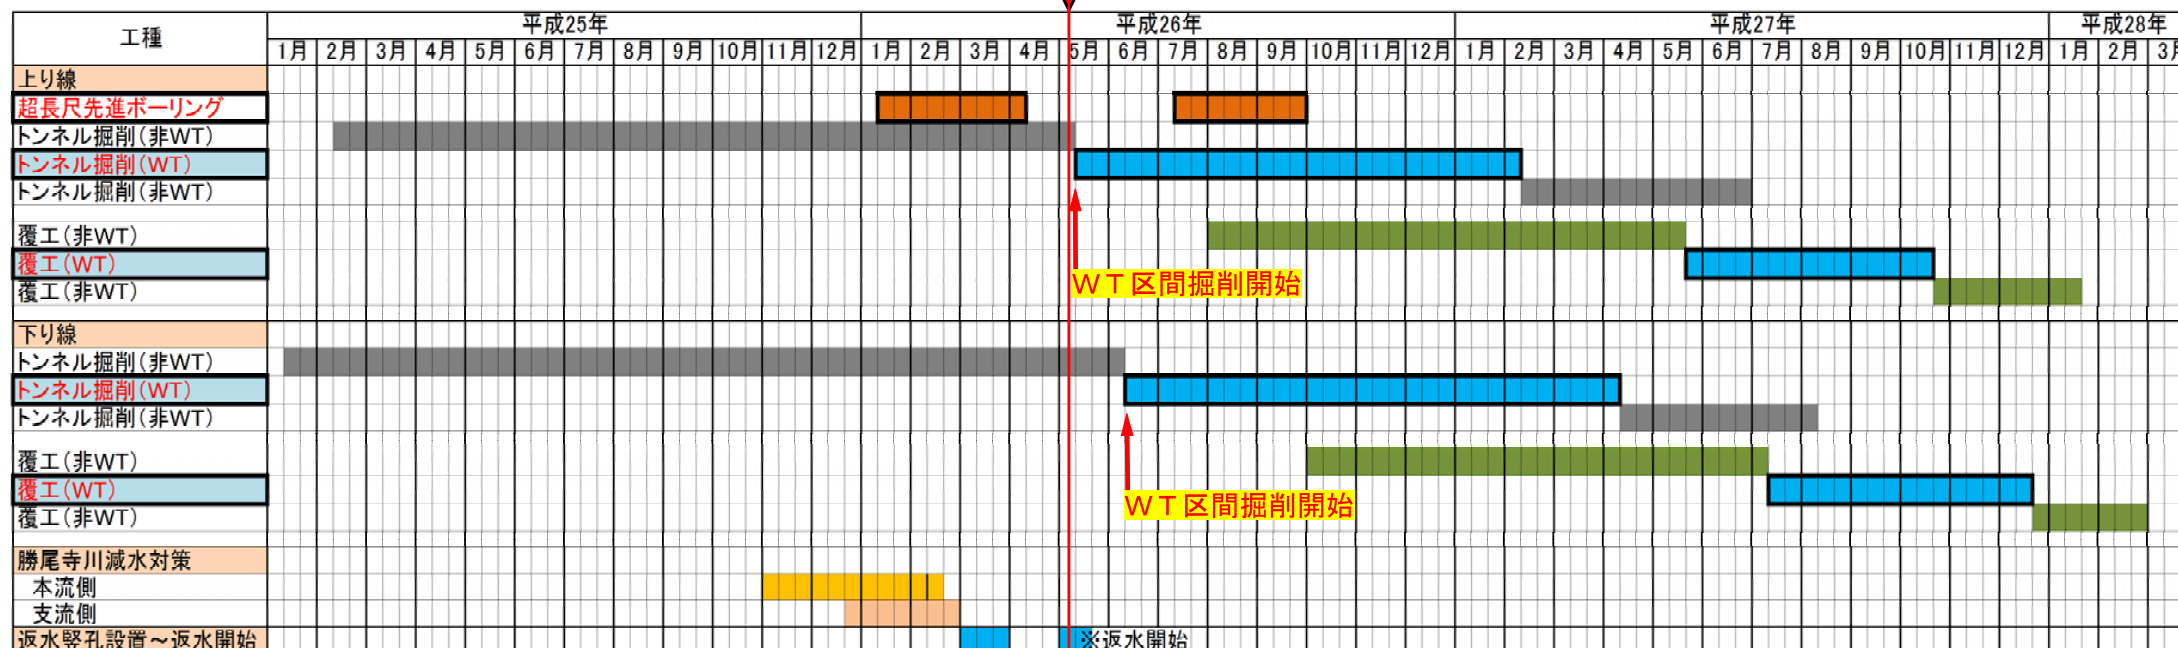 工種
平成25年 平成26年 平成27年 平成28年
1月 2月 3月 4月 5月 6月 7月 8月 9月 10月 11月 12月 1月 2月 3月 4月 5月 6月 7月 8月 9月 10月 11月 12月 1月 2月 3月 4月 5月 6月 7月 8月 9月 10月 11月 12月 1月 2月 3月
上り線
超長尺先進ボーリング
トンネル掘削(非WT)
トンネル掘削(WT)
トンネル掘削(非WT)
覆工(非WT)
覆工(WT)
WT区間掘削開始
覆工(非WT)
下り線
トンネル掘削(非WT)
トンネル掘削(WT)
トンネル掘削(非WT)
覆工(非WT)
覆工(WT)
WT区間掘削開始
覆工(非WT)
勝尾寺川減水対策
本流側
支流側
返水竪孔設置～返水開始 ※返水開始